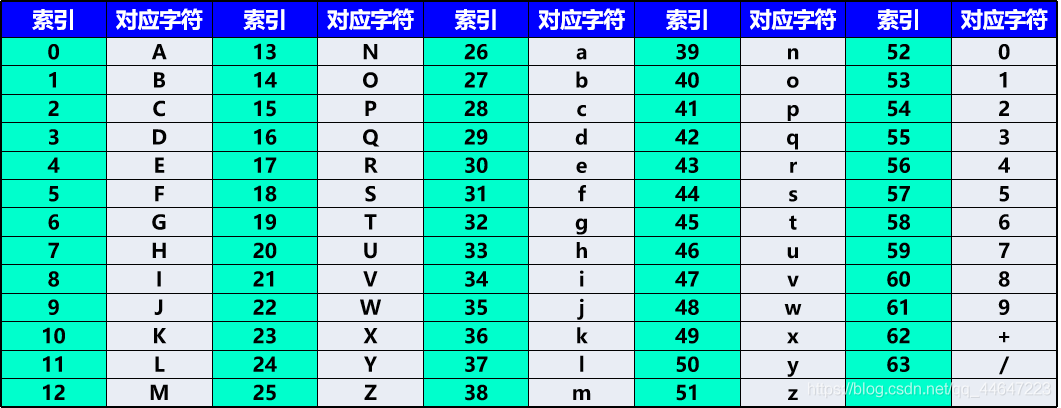 索引 对应字符 索引 对应字符 索引 对应字符 索引 对应字符 索引 对应字符
0 A 13 N 26 a 39 n 52 0
1 B 14 O 27 b 40 o 53 1
2 C 15 P 28 c 41 p 54 2
3 D 16 Q 29 d 42 q 55 3
4 E 17 R 30 e 43 r 56 4
5 F 18 S 31 f 44 s 57 5
6 G 19 T 32 g 45 t 58 6
7 H 20 U 33 h 46 u 59 7
8 I 21 V 34 i 47 v 60 8
9 J 22 W 35 j 48 w 61 9
10 K 23 X 36 k 49 x 62 +
11 L 24 Y 37 l 50 y 63 /
12 M 25 Z 38 m 51 z
https://blog.csdn.net/qq_44647223